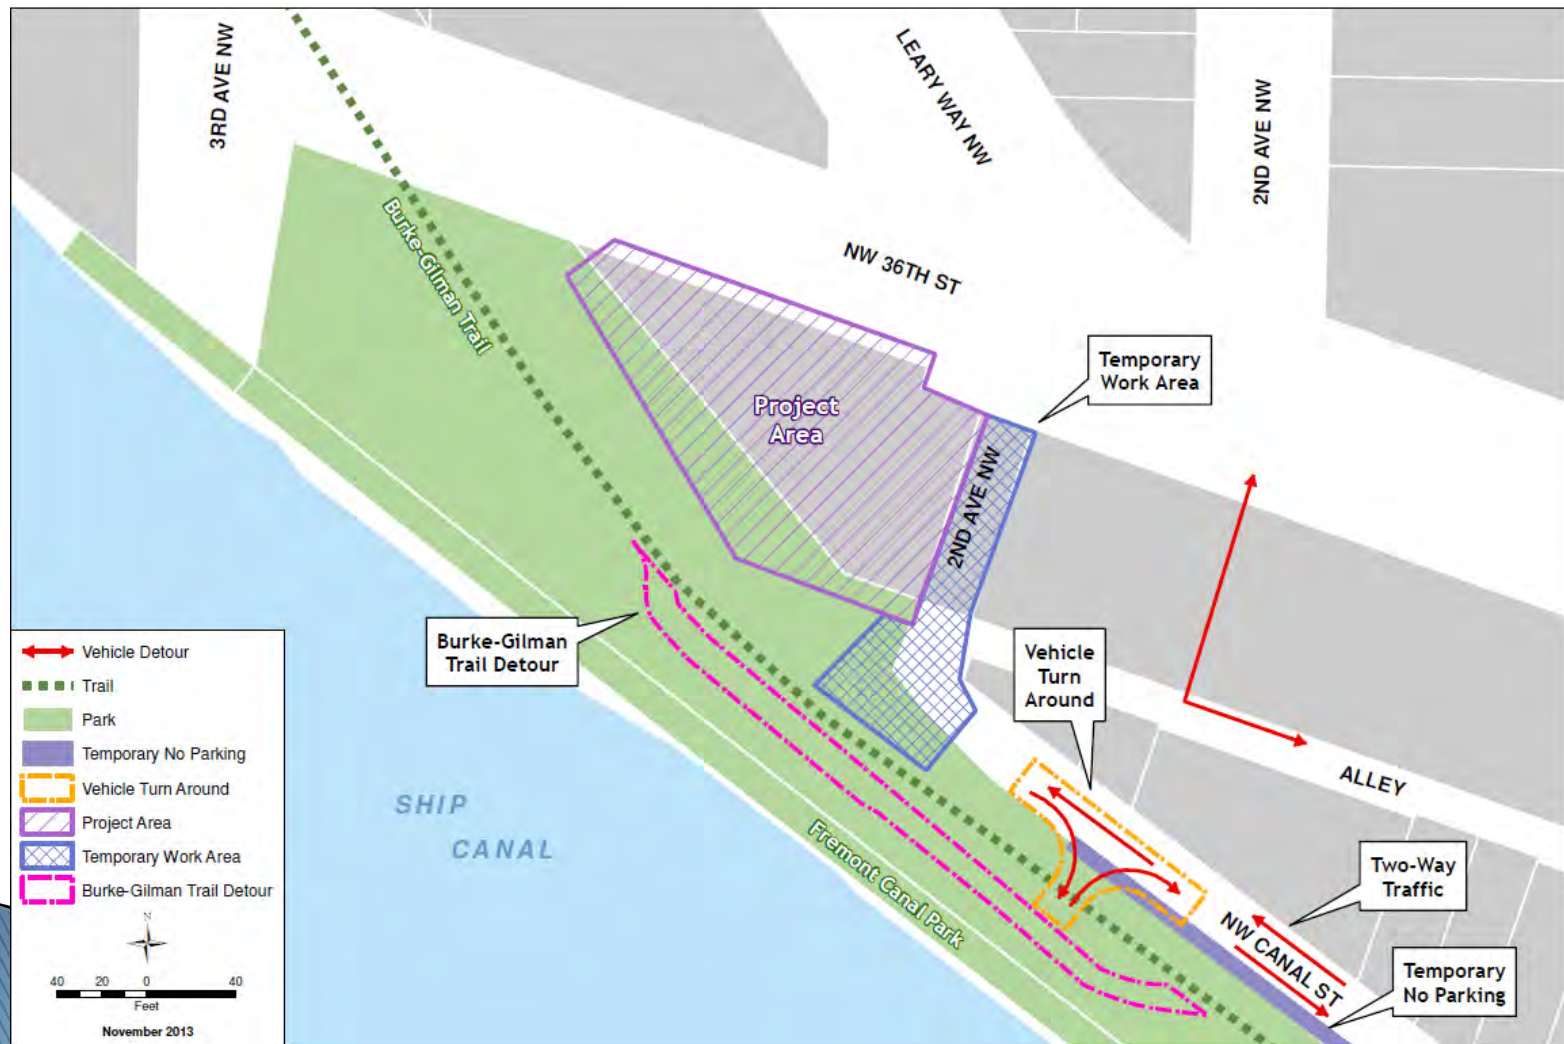 3RD AVE NW
LEARY WAY NW
2ND AVE NW
Burke-Gilman Trail
NW 36TH ST
Temporary
Work Area
Project
Area
2ND AVE NW
Burke-Gilman
Trail Detour
Vehicle
Turn
Around
ALLEY
SHIP
CANAL
Fremont Canal Park
Two-Way
Traffic
NW CANAL ST
Temporary
No Parking
Vehicle Detour
Trail
Park
Temporary No Parking
Vehicle Turn Around
Project Area
Temporary Work Area
Burke-Gilman Trail Detour
N
40 20 0 40
Feet
November 2013